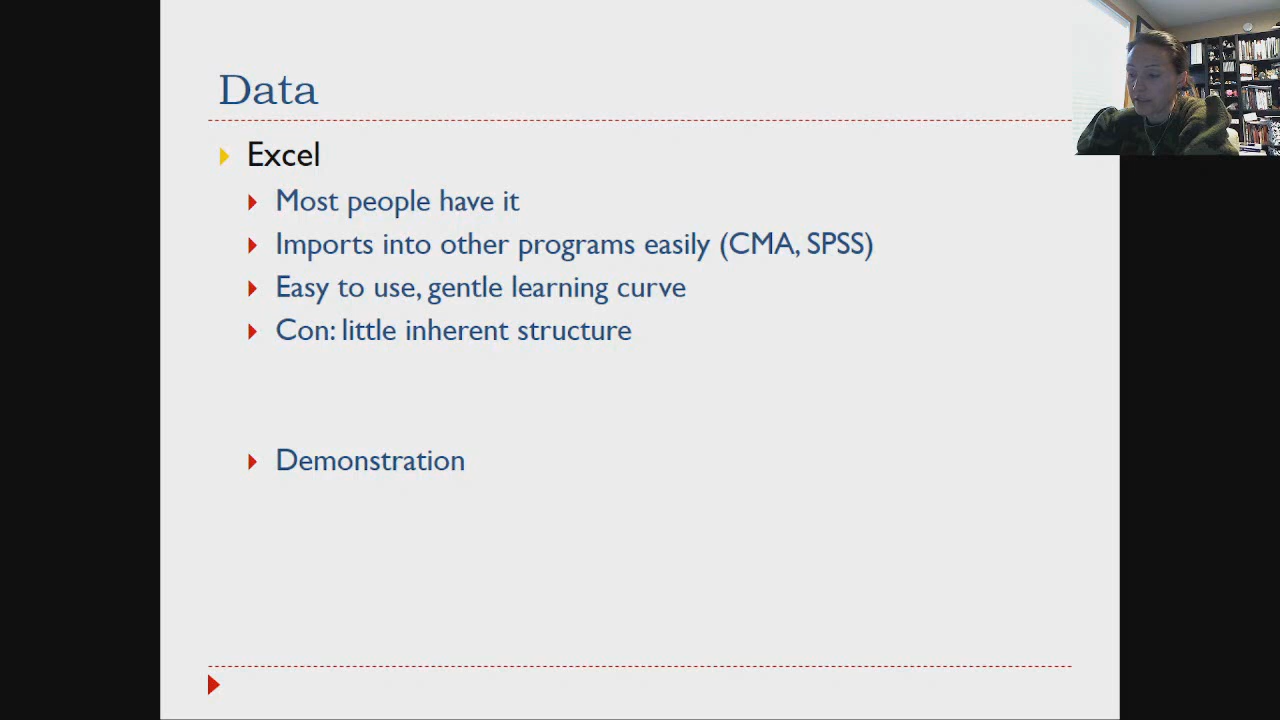 Data
Excel
Most people have it
Imports into other programs easily (CMA, SPSS)
Easy to use, gentle learning curve
Con: little inherent structure
Demonstration